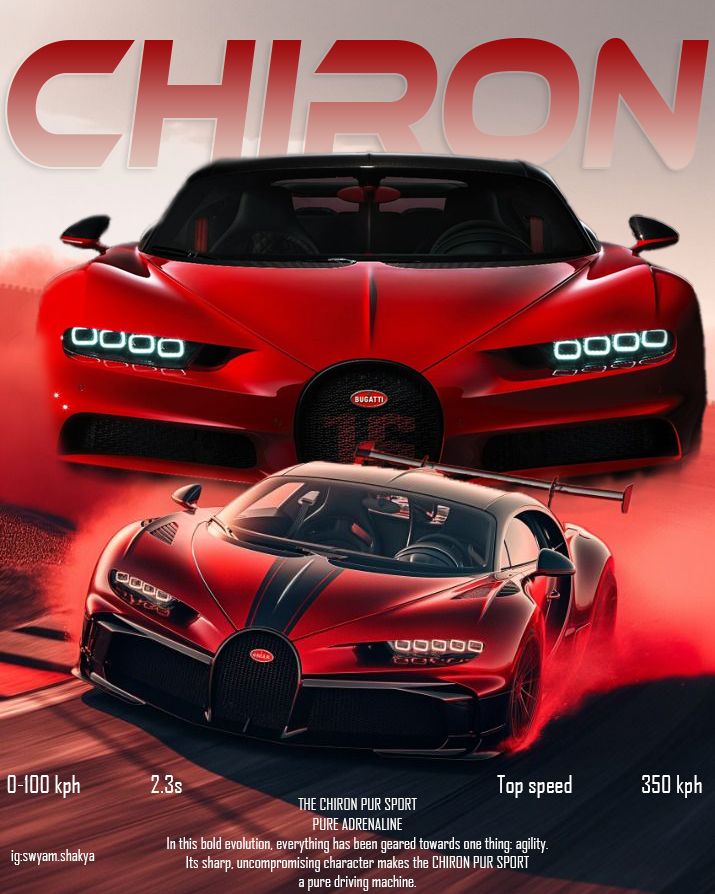 CHIRON
BUGATTI
16
0-100 kph 2.3s Top speed 350 kph
THE CHIRON PUR SPORT
PURE ADRENALINE
In this bold evolution, everything has been geared towards one thing: agility.
ig:swyam.shakya
Its sharp, uncompromising character makes the CHIRON PUR SPORT
a pure driving machine.